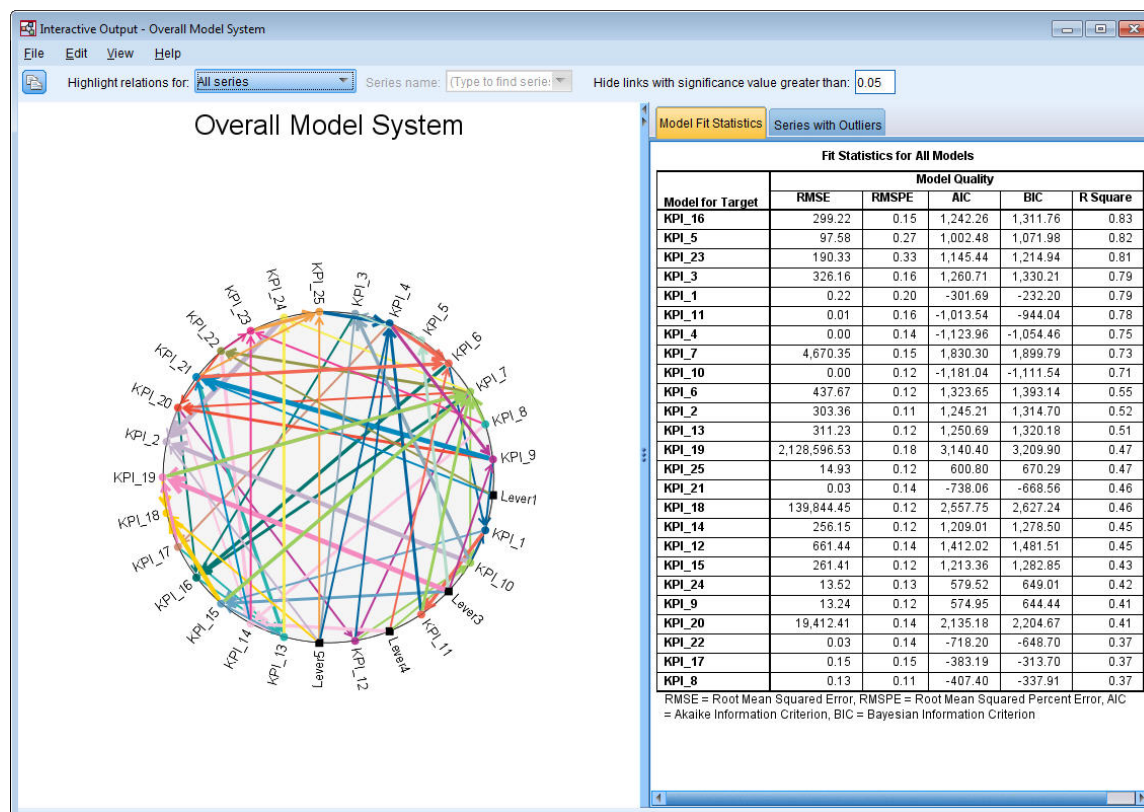 Interactive Output - Overall Model System
File Edit View Help
Highlight relations for: All series Series name: (Type to find serie: Hide links with significance value greater than: 0.05
Overall Model System
KPI_3
KPI_4
KPI_5
KPI_6
KPI_7
KPI_8
KPI_9
Lever1
KPI_1
KPI_10
Lever3
KPI_11
Lever4
KPI_12
Lever5
KPI_13
KPI_14
KPI_15
KPI_16
KPI_17
KPI_18
KPI_19
KPI_2
KPI_20
KPI_21
KPI_22
KPI_23
KPI_24
KPI_25
Model Fit Statistics Series with Outliers
Fit Statistics for All Models
Model Quality
Model for Target RMSE RMSPE AIC BIC R Square
KPI_16 299.22 0.15 1,242.26 1,311.76 0.83
KPI_5 97.58 0.27 1,002.48 1,071.98 0.82
KPI_23 190.33 0.33 1,145.44 1,214.94 0.81
KPI_3 326.16 0.16 1,260.71 1,330.21 0.79
KPI_1 0.22 0.20 -301.69 -232.20 0.79
KPI_11 0.01 0.16 -1,013.54 -944.04 0.78
KPI_4 0.00 0.14 -1,123.96 -1,054.46 0.75
KPI_7 4,670.35 0.15 1,830.30 1,899.79 0.73
KPI_10 0.00 0.12 -1,181.04 -1,111.54 0.71
KPI_6 437.67 0.12 1,323.65 1,393.14 0.55
KPI_2 303.36 0.11 1,245.21 1,314.70 0.52
KPI_13 311.23 0.12 1,250.69 1,320.18 0.51
KPI_19 2,128,596.53 0.18 3,140.40 3,209.90 0.47
KPI_25 14.93 0.12 600.80 670.29 0.47
KPI_21 0.03 0.14 -738.06 -668.56 0.46
KPI_18 139,844.45 0.12 2,557.75 2,627.24 0.46
KPI_14 256.15 0.12 1,209.01 1,278.50 0.45
KPI_12 661.44 0.14 1,412.02 1,481.51 0.45
KPI_15 261.41 0.12 1,213.36 1,282.85 0.43
KPI_24 13.52 0.13 579.52 649.01 0.42
KPI_9 13.24 0.12 574.95 644.44 0.41
KPI_20 19,412.41 0.14 2,135.18 2,204.67 0.41
KPI_22 0.03 0.14 -718.20 -648.70 0.37
KPI_17 0.15 0.15 -383.19 -313.70 0.37
KPI_8 0.13 0.11 -407.40 -337.91 0.37
RMSE = Root Mean Squared Error, RMSPE = Root Mean Squared Percent Error, AIC
= Akaike Information Criterion, BIC = Bayesian Information Criterion